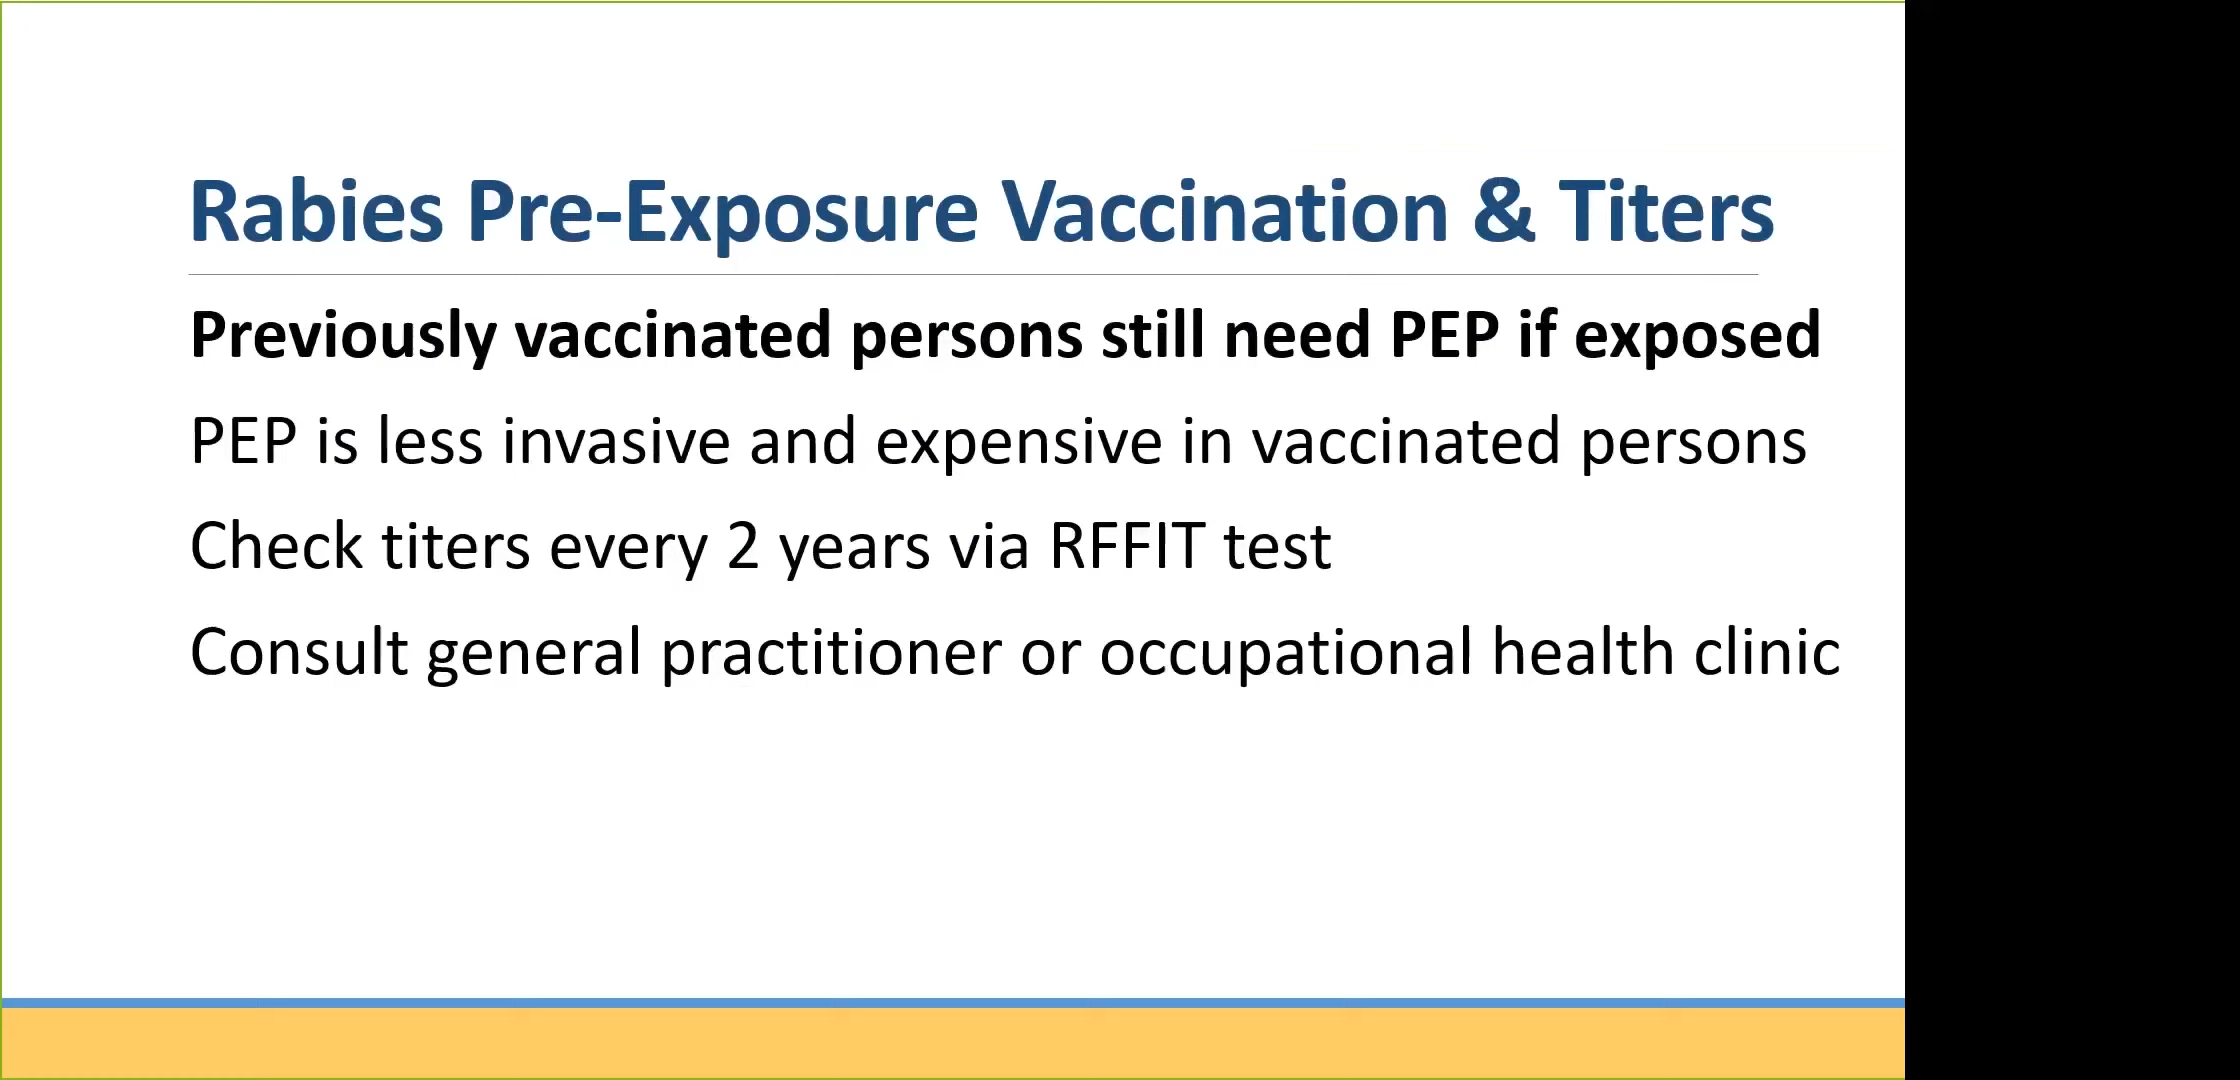 Rabies Pre-Exposure Vaccination & Titers
Previously vaccinated persons still need PEP if exposed
PEP is less invasive and expensive in vaccinated persons
Check titers every 2 years via RFFIT test
Consult general practitioner or occupational health clinic